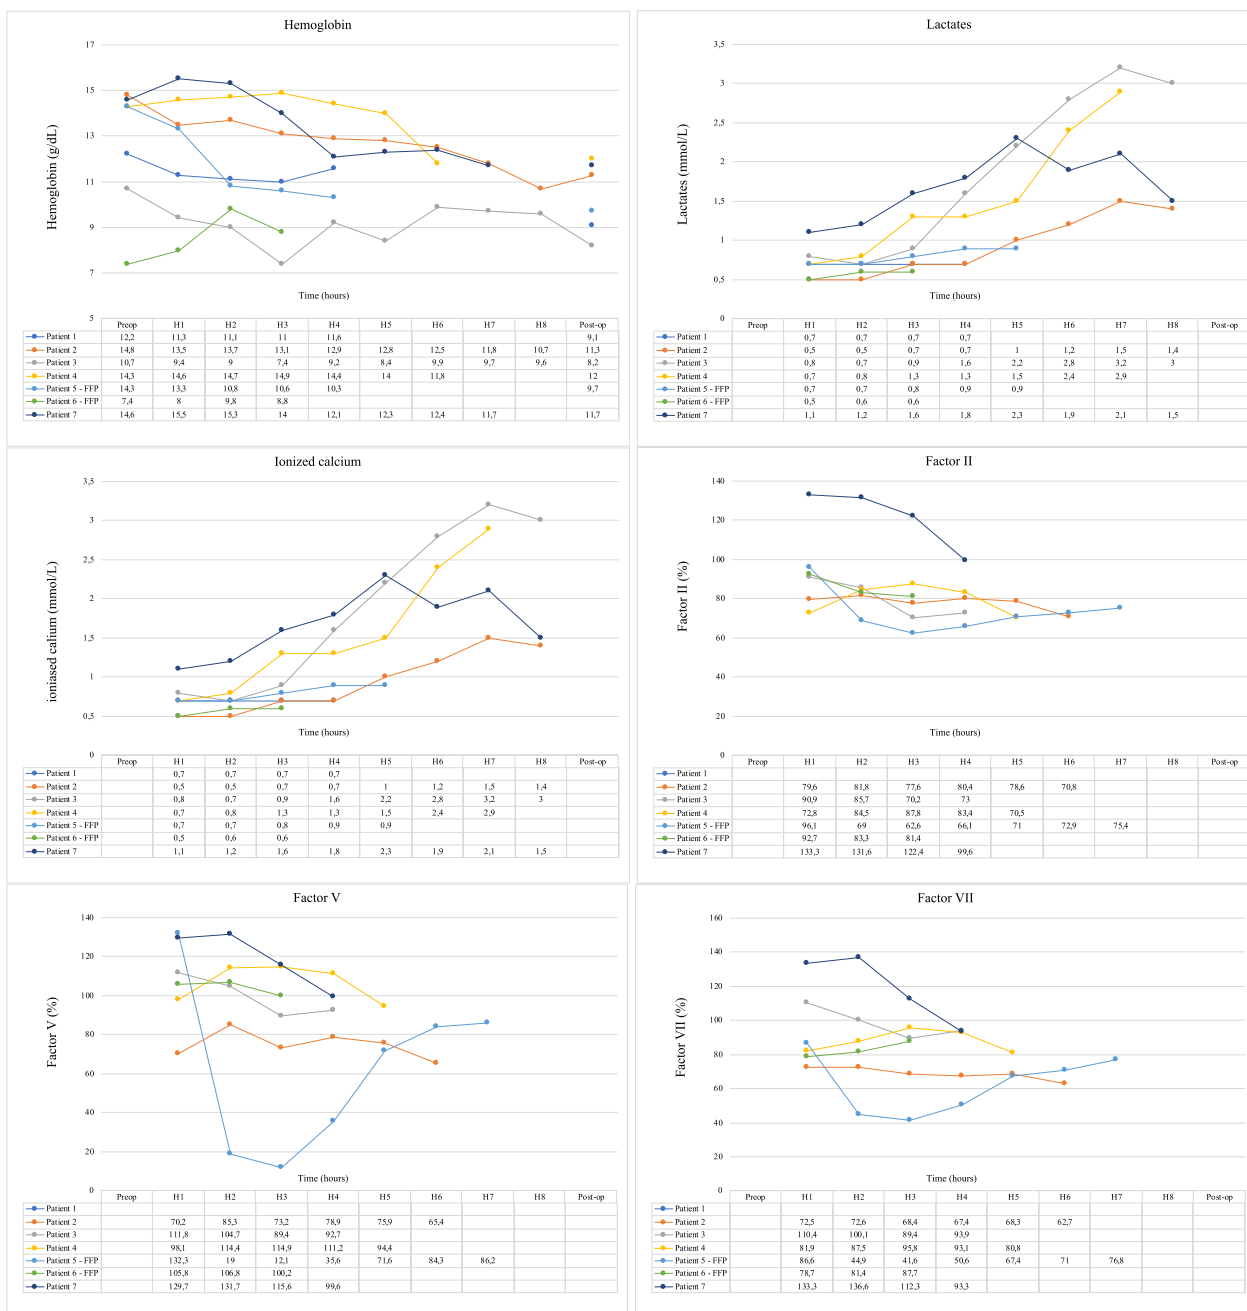 Hemoglobin
17
15
13
11
9
7
5
Hemoglobin (g/dL)
Time (hours)
Preop H1 H2 H3 H4 H5 H6 H7 H8 Post-op
Patient 1 12,2 11,3 11,1 11 11,6 9,1
Patient 2 14,8 13,5 13,7 13,1 12,9 12,8 12,5 11,8 10,7 11,3
Patient 3 10,7 9,4 9 7,4 9,2 8,4 9,9 9,7 9,6 8,2
Patient 4 14,3 14,6 14,7 14,9 14,4 14 11,8 12
Patient 5 - FFP 14,3 13,3 10,8 10,6 10,3 9,7
Patient 6 - FFP 7,4 8 9,8 8,8
Patient 7 14,6 15,5 15,3 14 12,1 12,3 12,4 11,7 11,7
Lactates
3,5
3
2,5
2
1,5
1
0,5
0
Lactates (mmol/L)
Time (hours)
Preop H1 H2 H3 H4 H5 H6 H7 H8 Post-op
Patient 1 0,7 0,7 0,7 0,7
Patient 2 0,5 0,5 0,7 0,7 1 1,2 1,5 1,4
Patient 3 0,8 0,7 0,9 1,6 2,2 2,8 3,2 3
Patient 4 0,7 0,8 1,3 1,3 1,5 2,4 2,9
Patient 5 - FFP 0,7 0,7 0,8 0,9 0,9
Patient 6 - FFP 0,5 0,6 0,6
Patient 7 1,1 1,2 1,6 1,8 2,3 1,9 2,1 1,5
Ionized calcium
3,5
3
2,5
2
1,5
1
0,5
0
ioniased calium (mmol/L)
Time (hours)
Preop H1 H2 H3 H4 H5 H6 H7 H8 Post-op
Patient 1 0,7 0,7 0,7 0,7
Patient 2 0,5 0,5 0,7 0,7 1 1,2 1,5 1,4
Patient 3 0,8 0,7 0,9 1,6 2,2 2,8 3,2 3
Patient 4 0,7 0,8 1,3 1,3 1,5 2,4 2,9
Patient 5 - FFP 0,7 0,7 0,8 0,9 0,9
Patient 6 - FFP 0,5 0,6 0,6
Patient 7 1,1 1,2 1,6 1,8 2,3 1,9 2,1 1,5
Factor II
140
120
100
80
60
40
20
0
Factor II (%)
Time (hours)
Preop H1 H2 H3 H4 H5 H6 H7 H8 Post-op
Patient 1
Patient 2 79,6 81,8 77,6 80,4 78,6 70,8
Patient 3 90,9 85,7 70,2 73
Patient 4 72,8 84,5 87,8 83,4 70,5
Patient 5 - FFP 96,1 69 62,6 66,1 71 72,9 75,4
Patient 6 - FFP 92,7 83,3 81,4
Patient 7 133,3 131,6 122,4 99,6
Factor V
140
120
100
80
60
40
20
0
Factor V (%)
Time (hours)
Preop H1 H2 H3 H4 H5 H6 H7 H8 Post-op
Patient 1
Patient 2 70,2 85,3 73,2 78,9 75,9 65,4
Patient 3 111,8 104,7 89,4 92,7
Patient 4 98,1 114,4 114,9 111,2 94,4
Patient 5 - FFP 132,3 19 12,1 35,6 71,6 84,3 86,2
Patient 6 - FFP 105,8 106,8 100,2
Patient 7 129,7 131,7 115,6 99,6
Factor VII
160
140
120
100
80
60
40
20
0
Factor VII (%)
Time (hours)
Preop H1 H2 H3 H4 H5 H6 H7 H8 Post-op
Patient 1
Patient 2 72,5 72,6 68,4 67,4 68,3 62,7
Patient 3 110,4 100,1 89,4 93,9
Patient 4 81,9 87,5 95,8 93,1 80,8
Patient 5 - FFP 86,6 44,9 41,6 50,6 67,4 71 76,8
Patient 6 - FFP 78,7 81,4 87,7
Patient 7 133,3 136,6 112,3 93,3